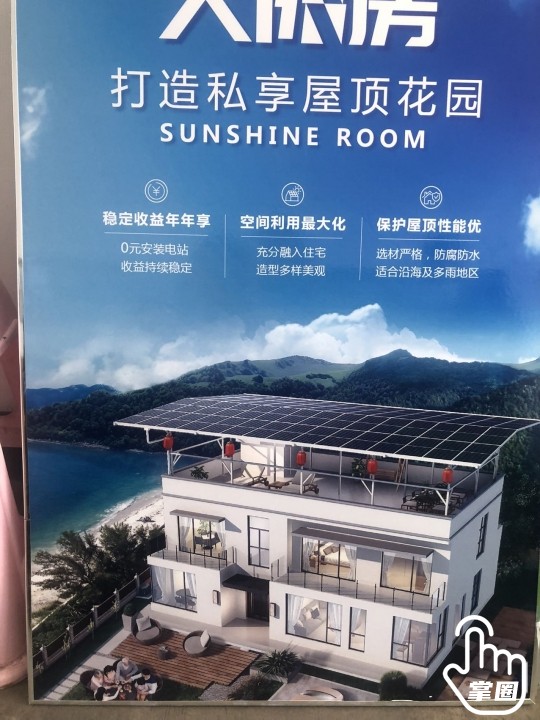 打造私享屋顶花园
SUNSHINE ROOM
稳定收益年年享
0元安装电站
收益持续稳定
空间利用最大化
充分融入住宅
造型多样美观
保护屋顶性能优
选材严格，防腐防水
适合沿海及多雨地区
掌圈